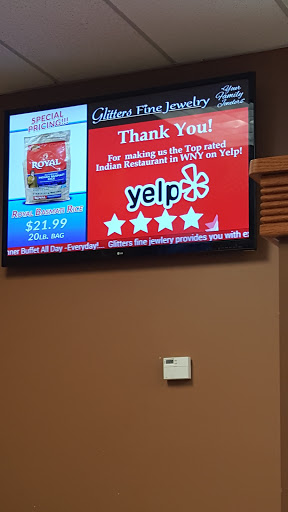 SPECIAL
PRICING!!!
ROYAL
ROYAL BASMATI RICE
$21.99
20LB. BAG
Glitters Fine Jewelry
Your
Family
Jewelers
Thank You!
For making us the Top rated
Indian Restaurant in WNY on Yelp!
yelp
nner Buffet All Day -Everyday!... Glitters fine jewlery provides you with e
LG